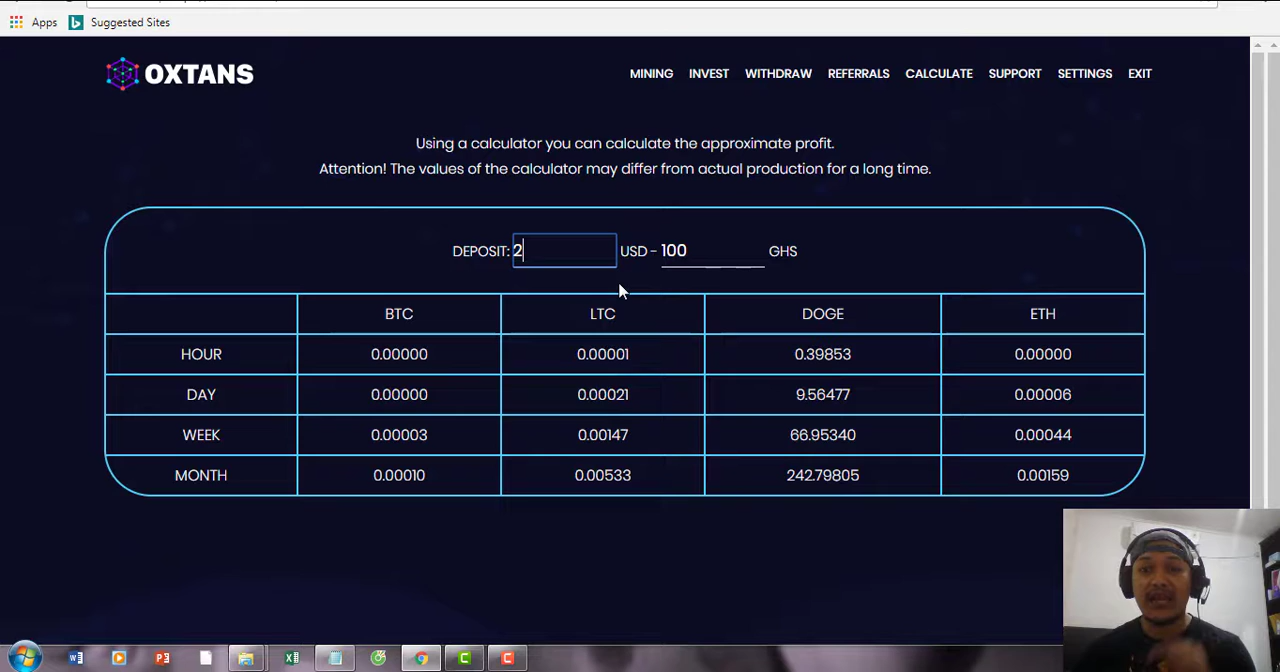 Apps Suggested Sites
OXTANS MINING INVEST WITHDRAW REFERRALS CALCULATE SUPPORT SETTINGS EXIT
Using a calculator you can calculate the approximate profit.
Attention! The values of the calculator may differ from actual production for a long time.
DEPOSIT: 2 USD - 100 GHS
BTC LTC DOGE ETH
HOUR 0.00000 0.00001 0.39853 0.00000
DAY 0.00000 0.00021 9.56477 0.00006
WEEK 0.00003 0.00147 66.95340 0.00044
MONTH 0.00010 0.00533 242.79805 0.00159